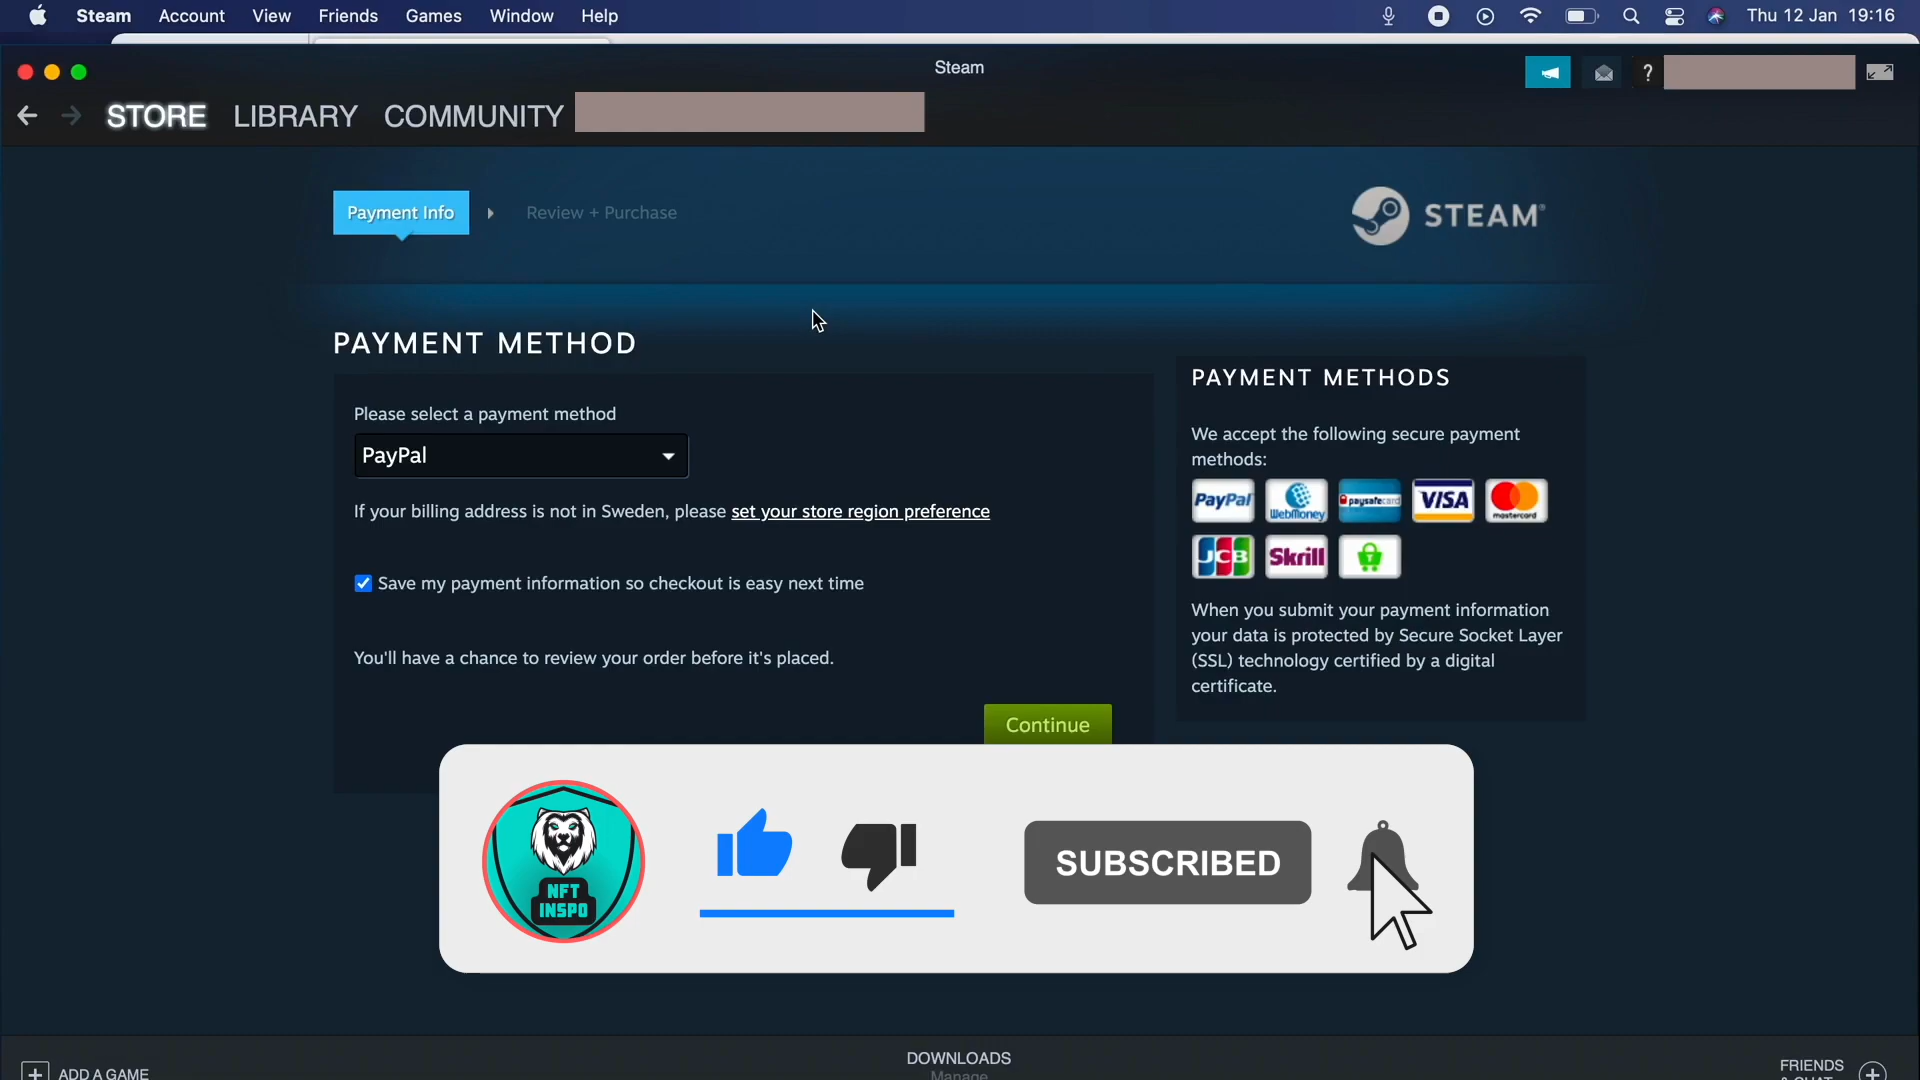 Steam Account View Friends Games Window Help Thu 12 Jan 19:16
Steam
?
STORE LIBRARY COMMUNITY
Payment Info Review + Purchase
STEAM®
PAYMENT METHOD
Please select a payment method
PayPal
If your billing address is not in Sweden, please set your store region preference
Save my payment information so checkout is easy next time
You'll have a chance to review your order before it's placed.
Continue
PAYMENT METHODS
We accept the following secure payment
methods:
PayPal WebMoney paysafecard VISA mastercard
JCB Skrill T
When you submit your payment information
your data is protected by Secure Socket Layer
(SSL) technology certified by a digital
certificate.
NFT
INSPO
SUBSCRIBED
ADD A GAME
DOWNLOADS
Manage
FRIENDS
& CHAT